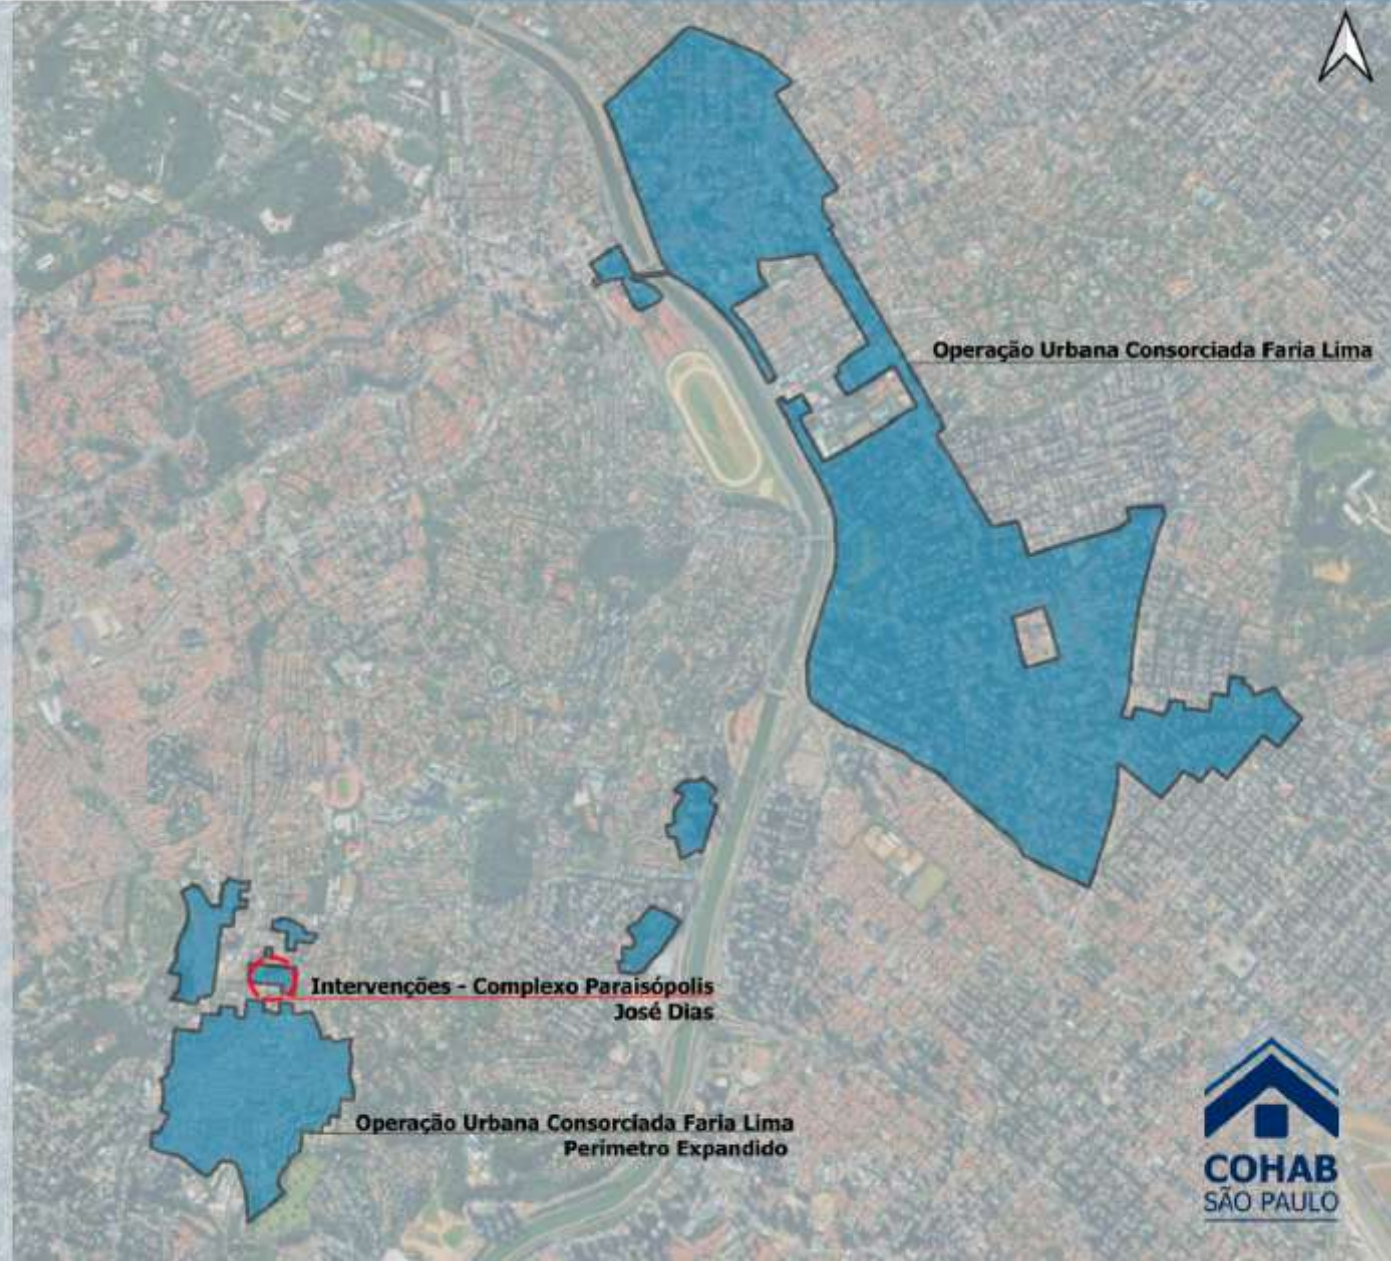 Operação Urbana Consorciada Faria Lima
Intervenções - Complexo Paraisópolis
José Dias
Operação Urbana Consorciada Faria Lima
Perímetro Expandido
COHAB
SÃO PAULO